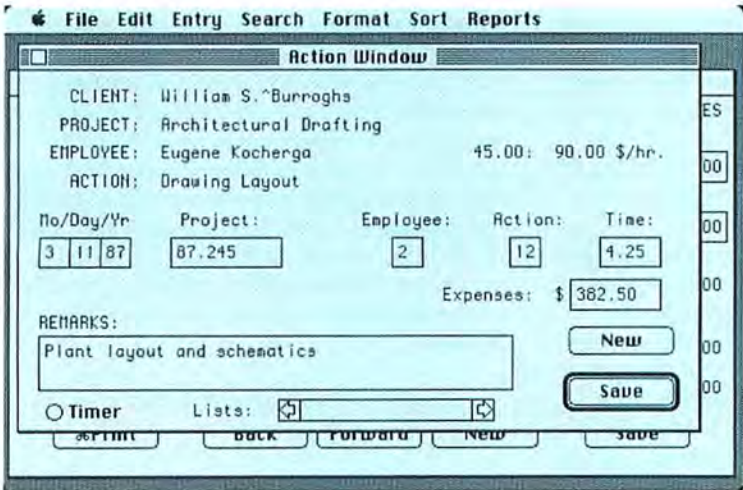 File Edit Entry Search Format Sort Reports
Action Window
CLIENT: William S.^Burroghs
PROJECT: Architectural Drafting
EMPLOYEE: Eugene Kocherga 45.00: 90.00 $/hr.
ACTION: Drawing Layout
Mo/Day/Yr Project: Employee: Action: Time:
3 11 87 87.245 2 12 4.25
Expenses: $ 382.50
REMARKS:
Plant layout and schematics
New
Save
Timer Lists:
ES
00
00
00
00
00
⌘Print Back Forward New Save